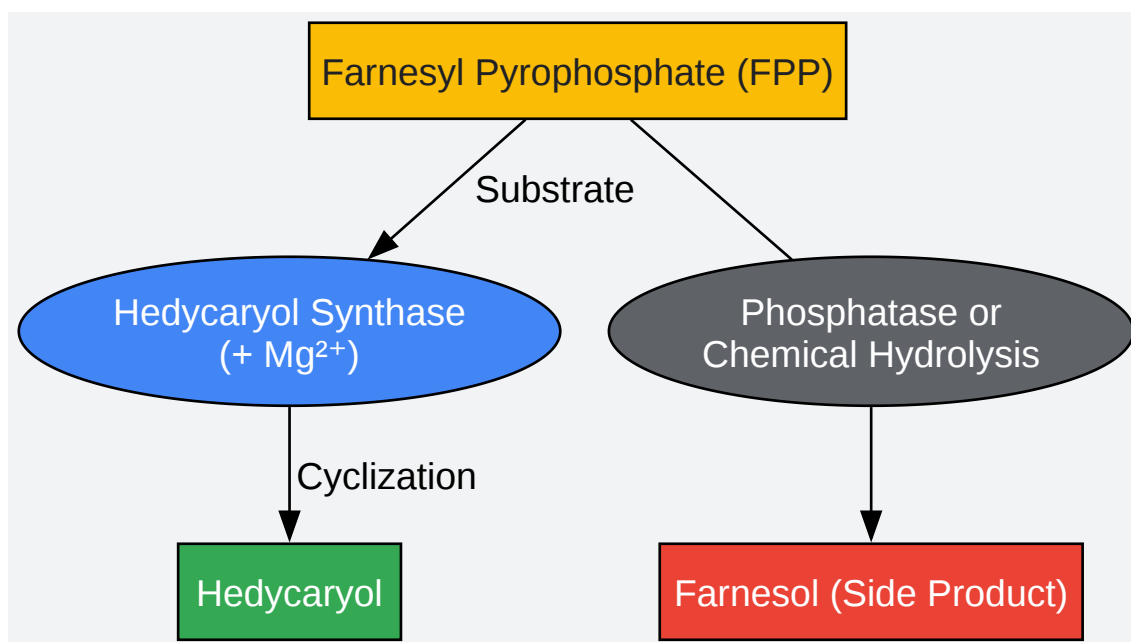 Farnesyl Pyrophosphate (FPP)
Substrate
Hedycaryol Synthase
(+ Mg²⁺)
Phosphatase or
Chemical Hydrolysis
Cyclization
Hedycaryol
Farnesol (Side Product)